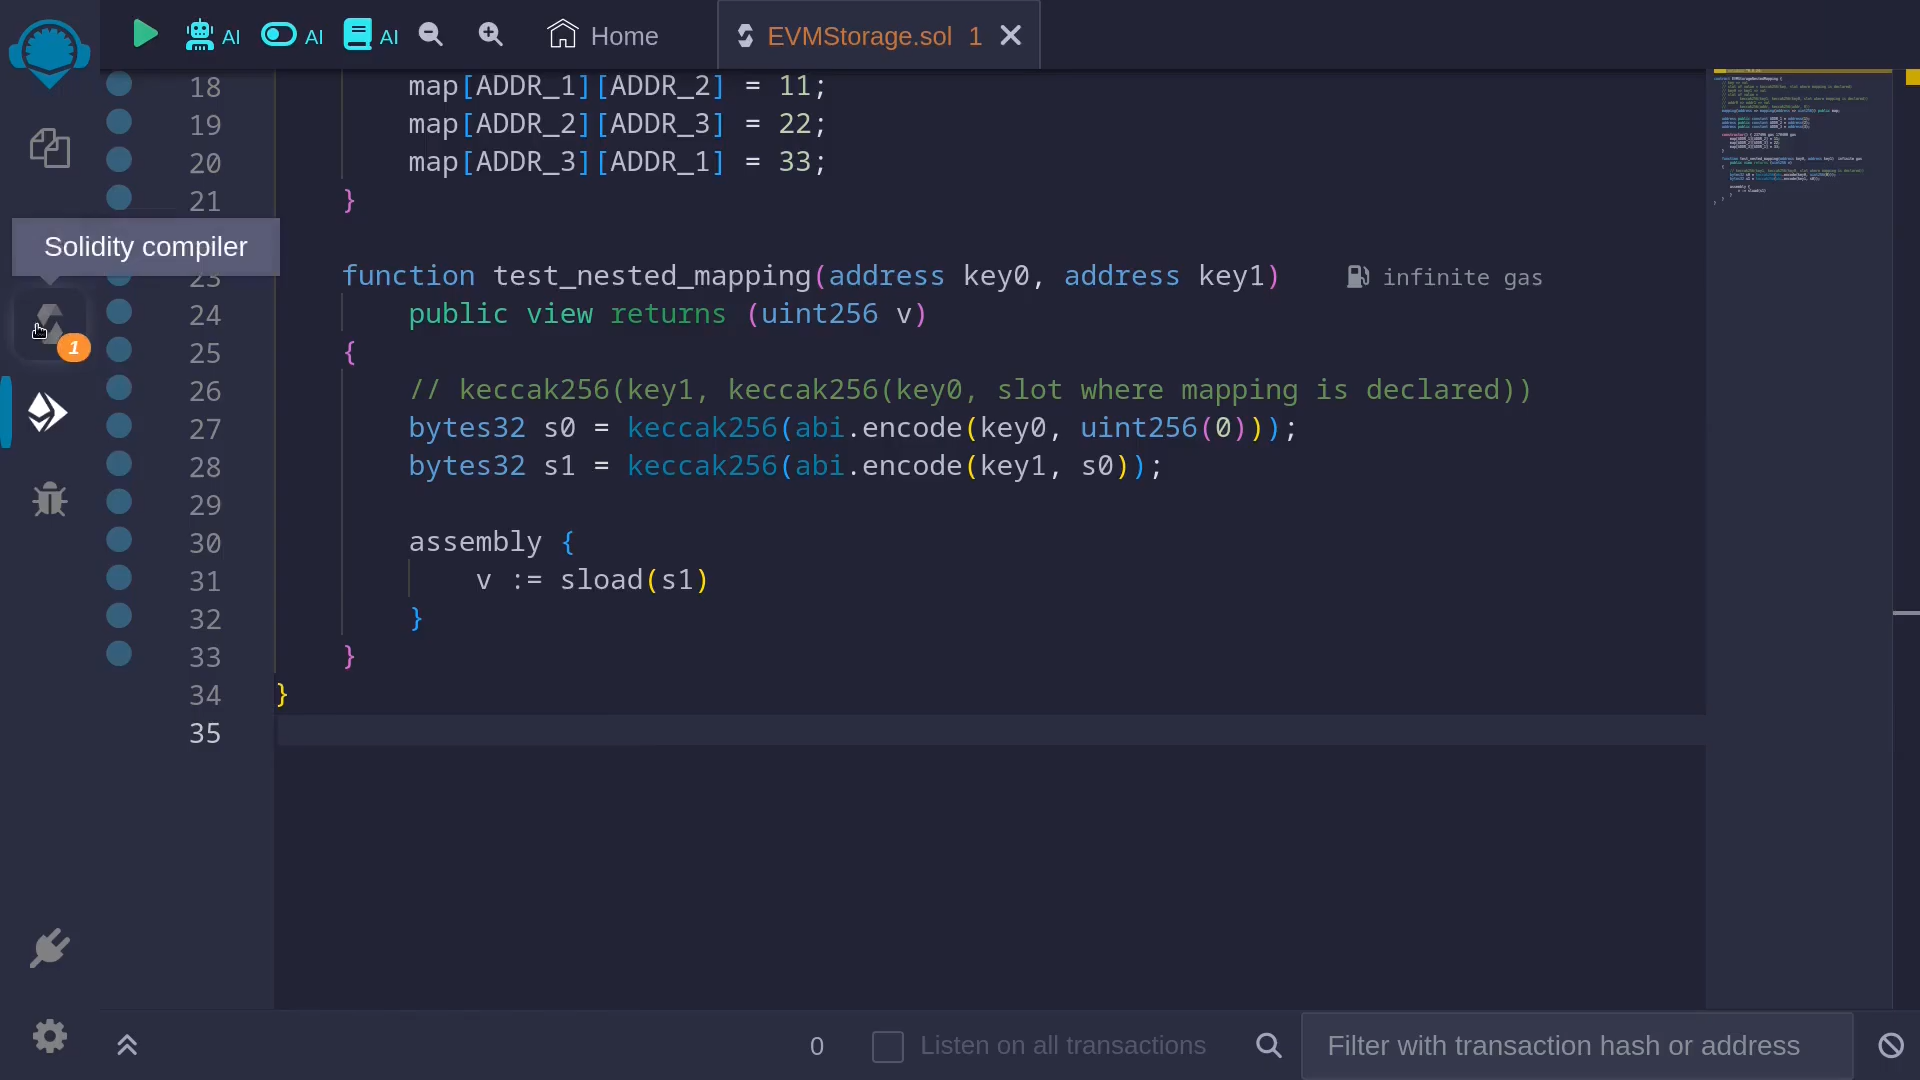 AI AI AI Home EVMStorage.sol 1
18 map[ADDR_1][ADDR_2] = 11;
19 map[ADDR_2][ADDR_3] = 22;
20 map[ADDR_3][ADDR_1] = 33;
21 }
Solidity compiler
23 function test_nested_mapping(address key0, address key1) infinite gas
24 public view returns (uint256 v)
1
25 {
26 // keccak256(key1, keccak256(key0, slot where mapping is declared))
27 bytes32 s0 = keccak256(abi.encode(key0, uint256(0)));
28 bytes32 s1 = keccak256(abi.encode(key1, s0));
29
30 assembly {
31 v := sload(s1)
32 }
33 }
34 }
35
0 Listen on all transactions Filter with transaction hash or address